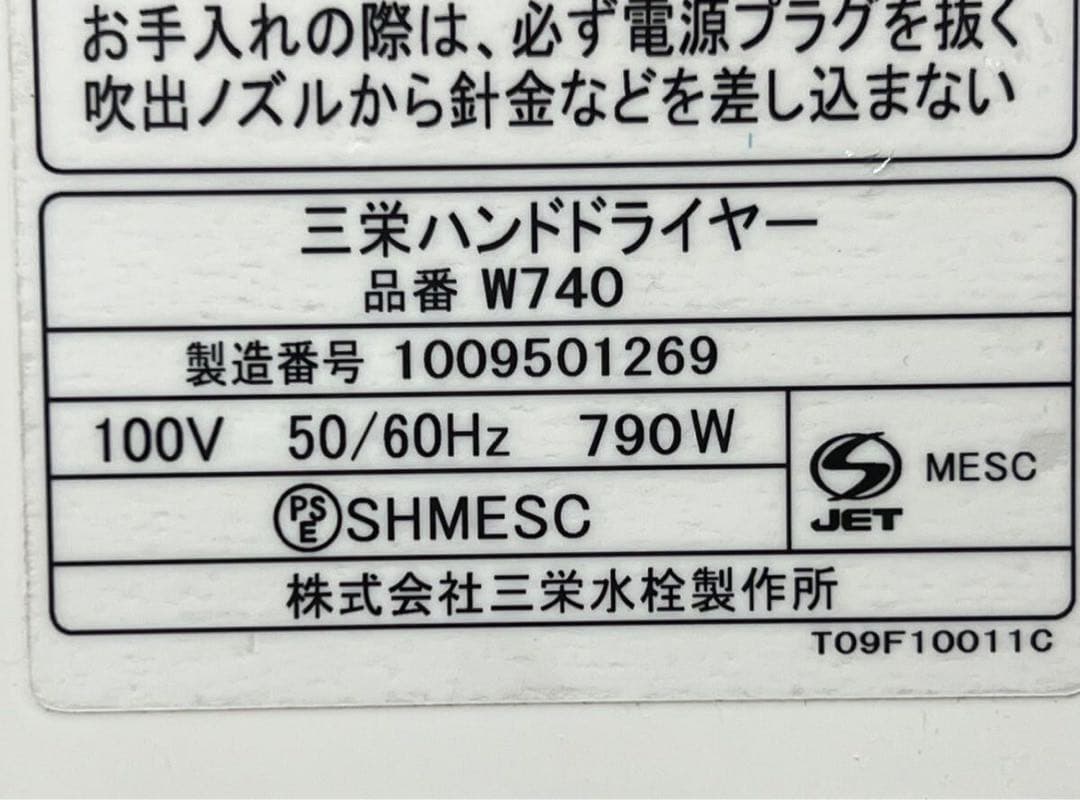 お手入れの際は、必ず電源プラグを抜く
吹出ノズルから針金などを差し込まない
三栄ハンドドライヤー
品番 W740
製造番号 1009501269
100V 50/60Hz 790W
PSE SHMESC
JET MESC
株式会社三栄水栓製作所
T09F10011C